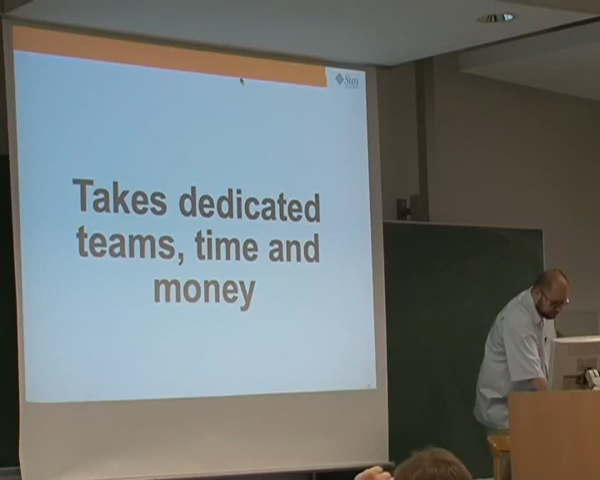 Sun
Takes dedicated
teams, time and
money